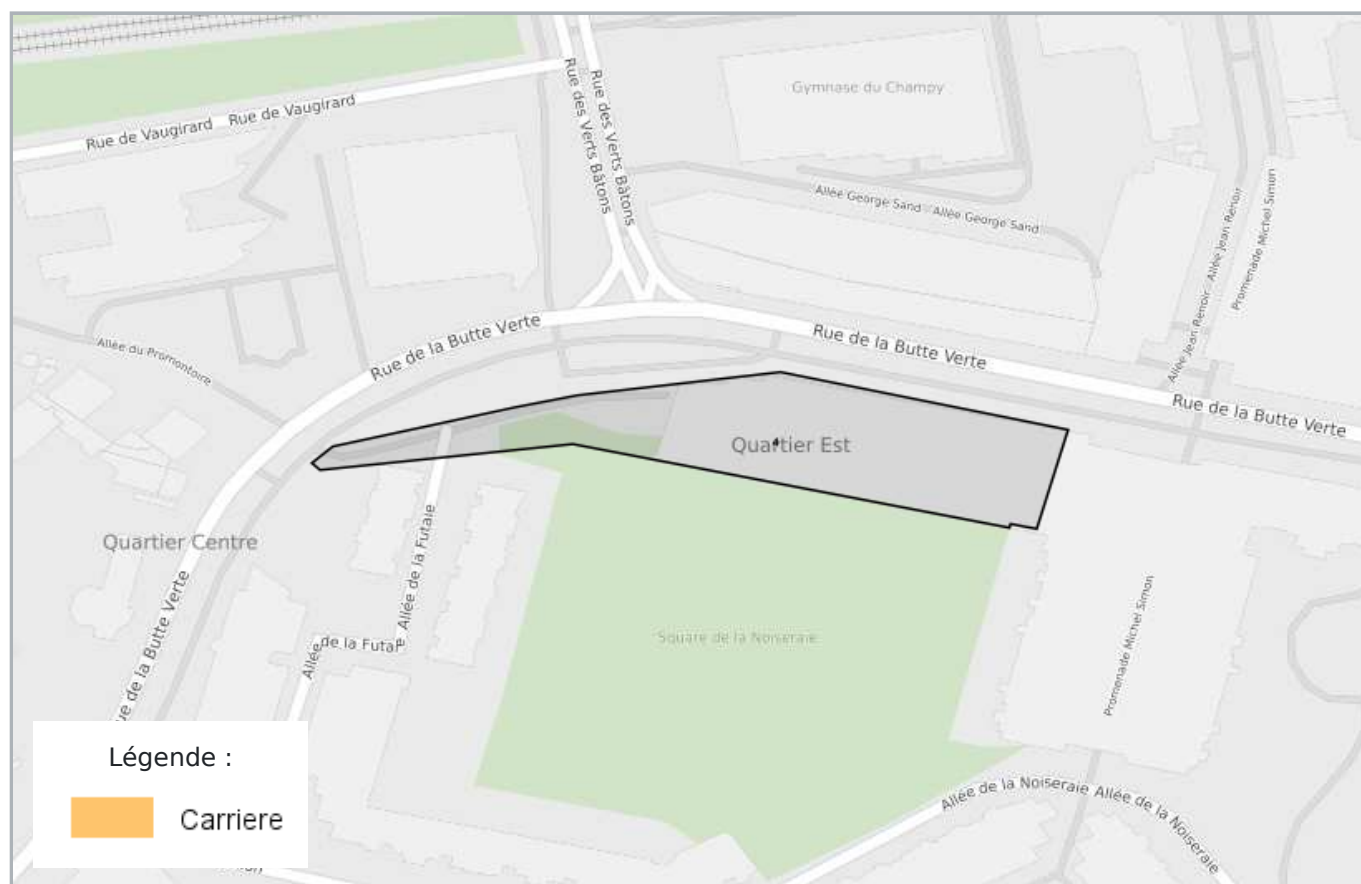 Rue de Vaugirard
Rue de Vaugirard
Rue des Verts Bâtons
Rue des Verts Bâtons
Gymnase du Champy
Allée George Sand
Allée George Sand
Allée Jean Renoir
Allée Jean Renoir
Promenade Michel Simon
Rue de la Butte Verte
Rue de la Butte Verte
Rue de la Butte Verte
Allée du Promontoire
Quartier Est
Quartier Centre
Allée de la Futaie
Allée de la Futaie
Rue de la Butte Verte
Square de la Noiseraie
Promenade Michel Simon
Allée de la Noiseraie
Allée de la Noiseraie
Légende :
Carriere